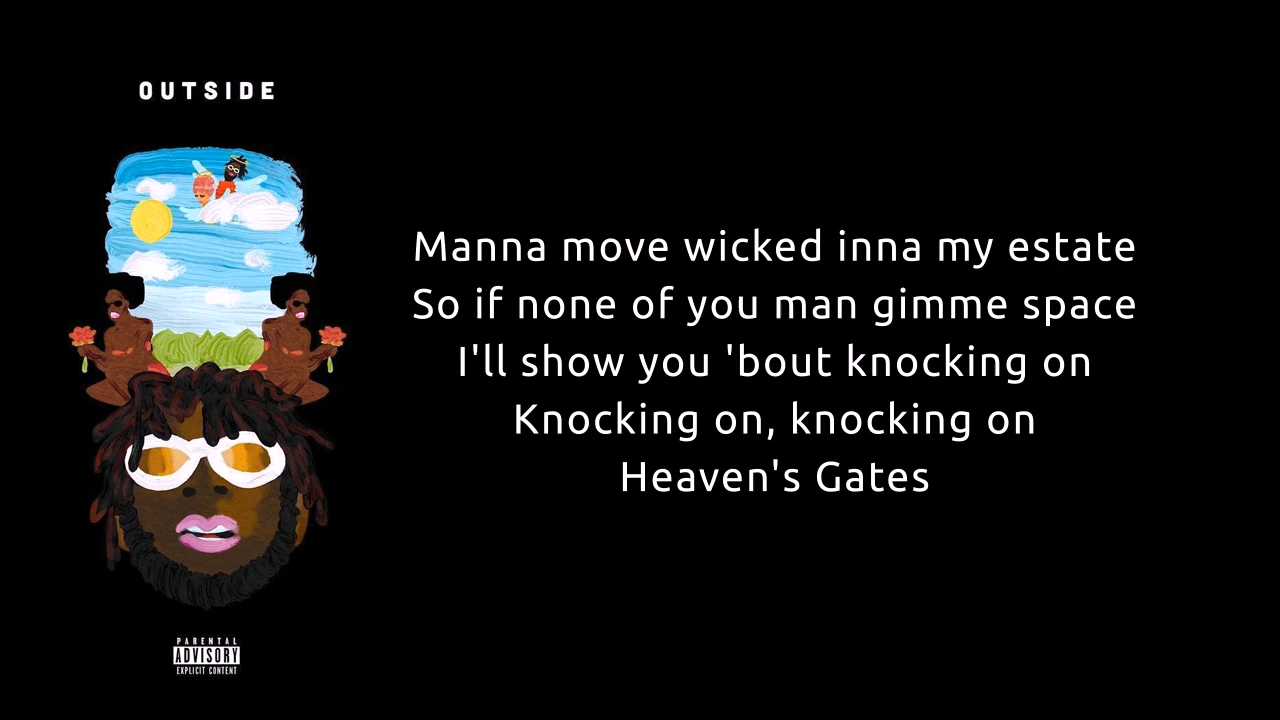 OUTSIDE
Manna move wicked inna my estate
So if none of you man gimme space
I'll show you 'bout knocking on
Knocking on, knocking on
Heaven's Gates
PARENTAL
ADVISORY
EXPLICIT CONTENT